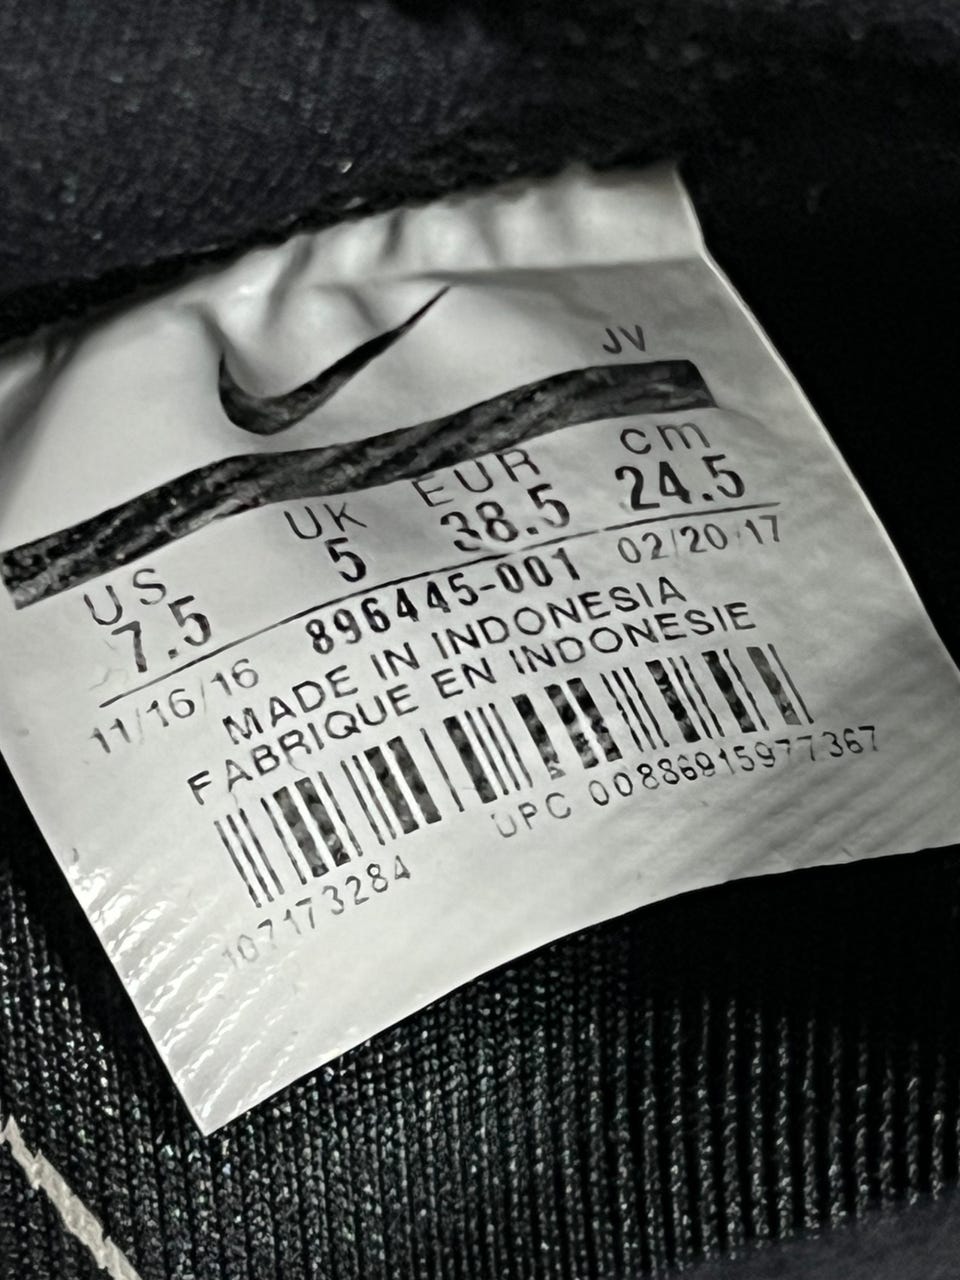 JV
US UK EUR cm
7.5 5 38.5 24.5
11/16/16 896445-001 02/20/17
MADE IN INDONESIA
FABRIQUE EN INDONESIE
107173284 UPC 00886915977367